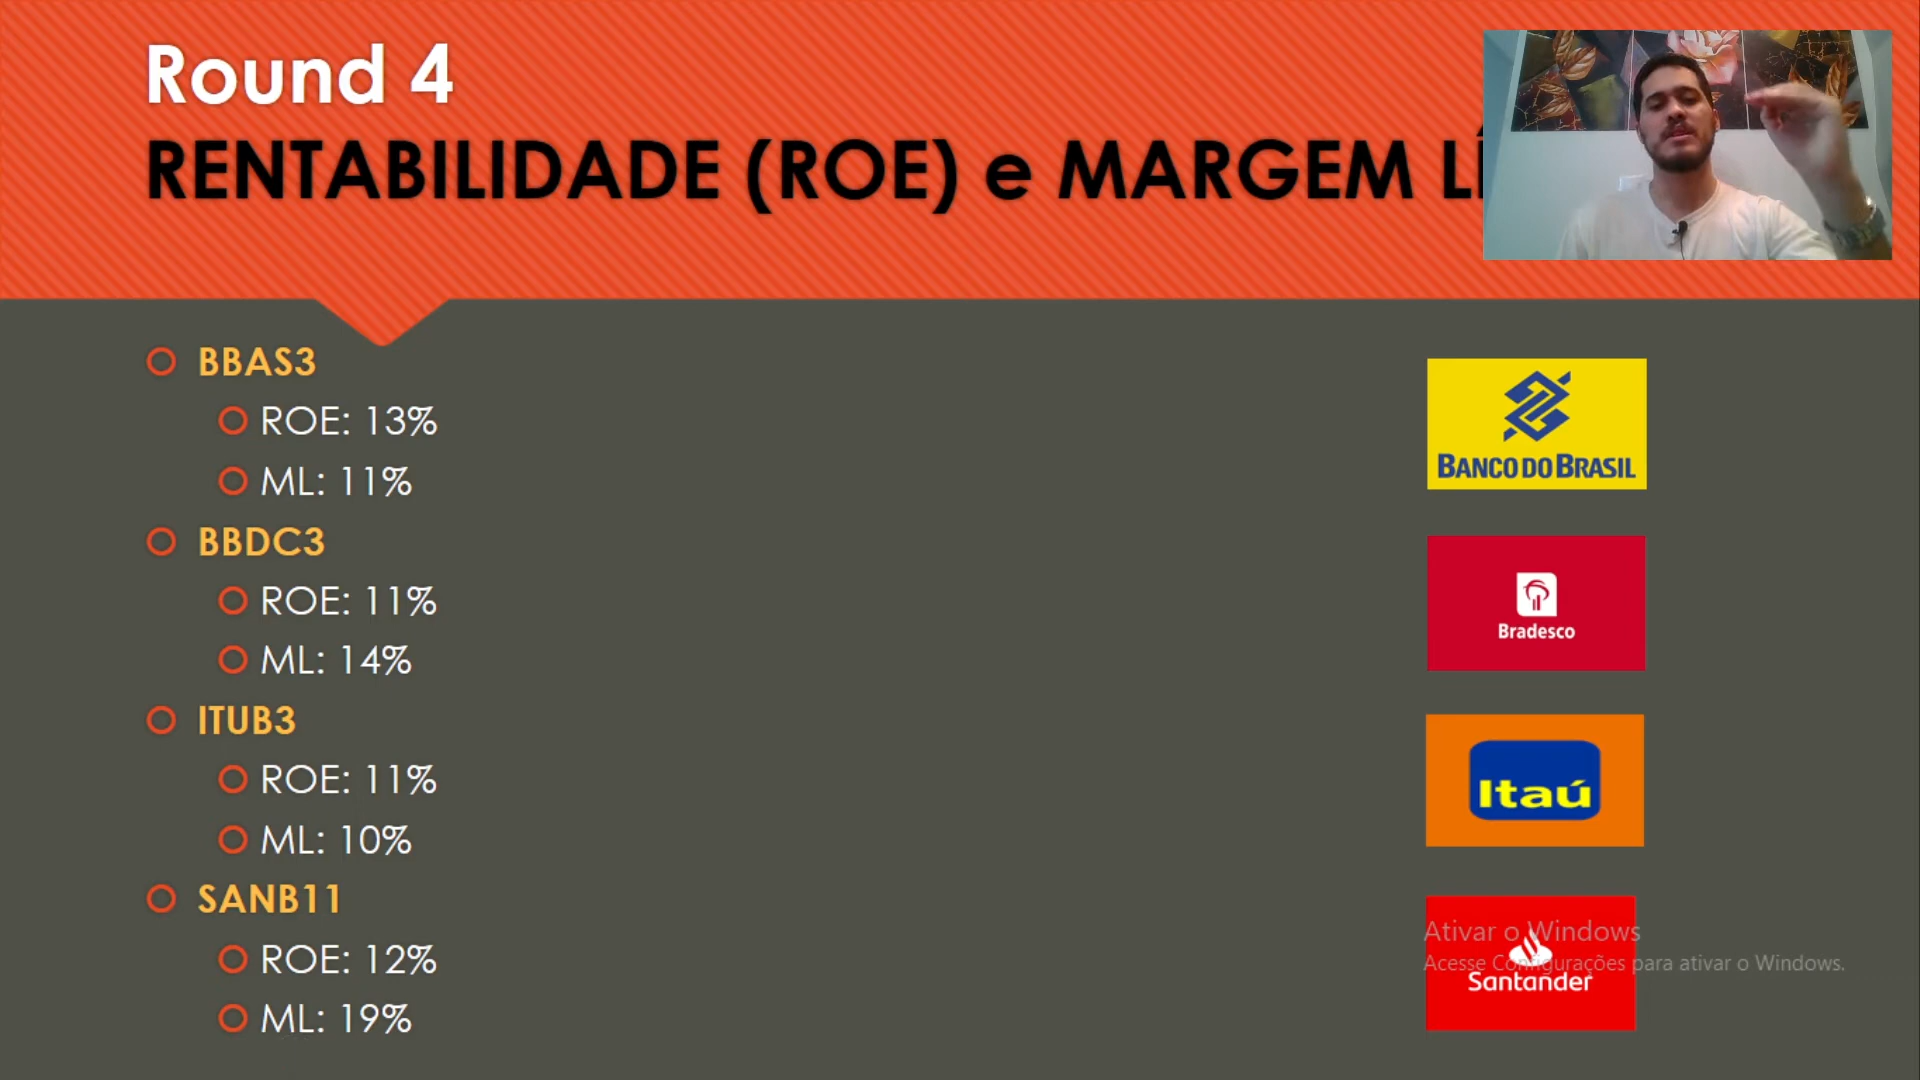 Round 4
RENTABILIDADE (ROE) e MARGEM
BBAS3
ROE: 13%
ML: 11%
BANCO DO BRASIL
BBDC3
ROE: 11%
ML: 14%
Bradesco
ITUB3
ROE: 11%
ML: 10%
Itaú
SANB11
ROE: 12%
ML: 19%
Santander
Ativar o Windows
Acesse Configurações para ativar o Windows.